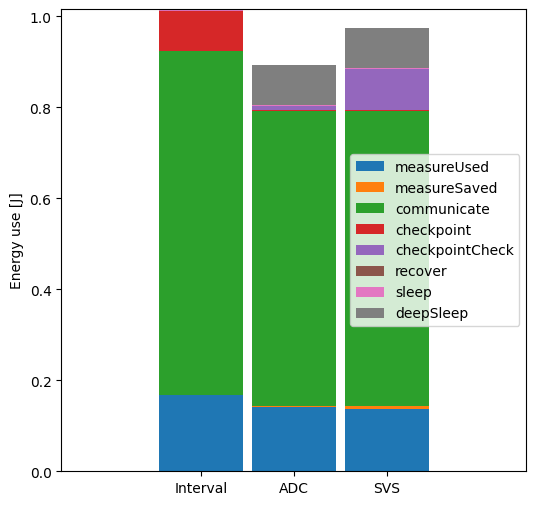 1.0
0.8
0.6
0.4
0.2
0.0
Energy use [J]
Interval
ADC
SVS
measureUsed
measureSaved
communicate
checkpoint
checkpointCheck
recover
sleep
deepSleep